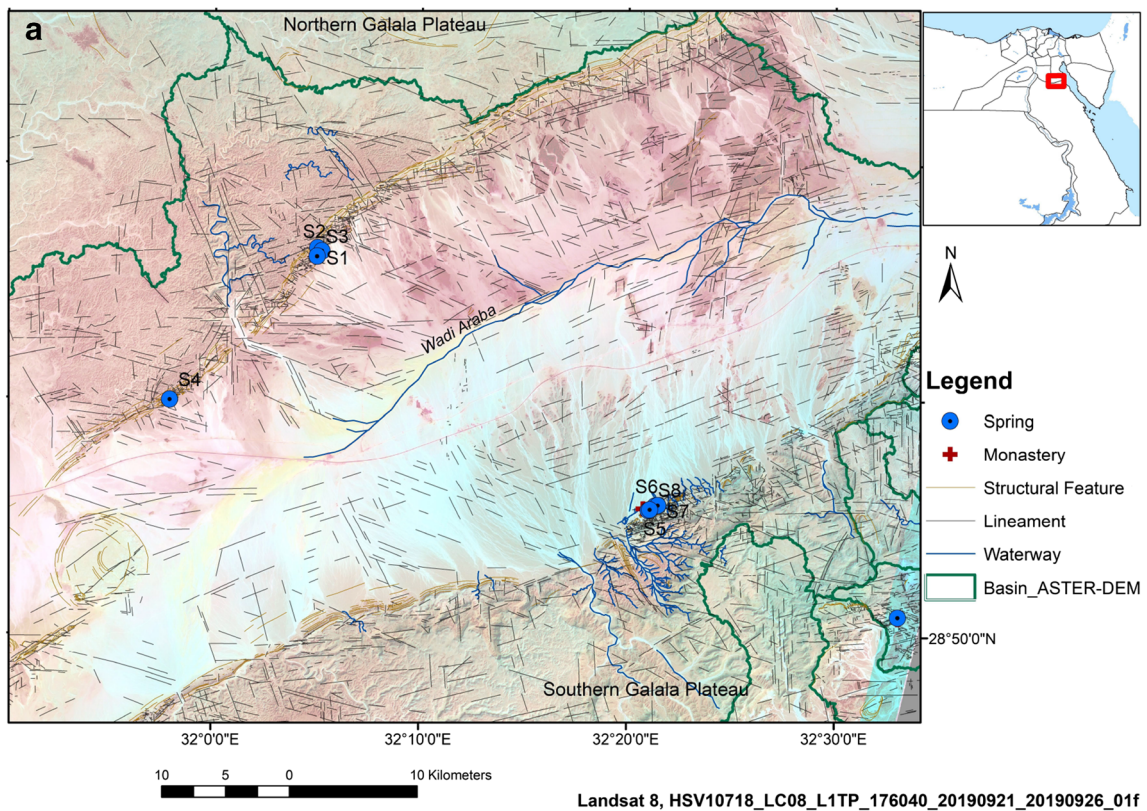 a
Northern Galala Plateau
S2
S3
S1
Wadi Araba
S4
S6
S8
S7
S5
Southern Galala Plateau
N
Legend
Spring
Monastery
Structural Feature
Lineament
Waterway
Basin_ASTER-DEM
28°50'0"N
32°0'0"E
32°10'0"E
32°20'0"E
32°30'0"E
10 5 0 10 Kilometers
Landsat 8, HSV10718_LC08_L1TP_176040_20190921_20190926_01f